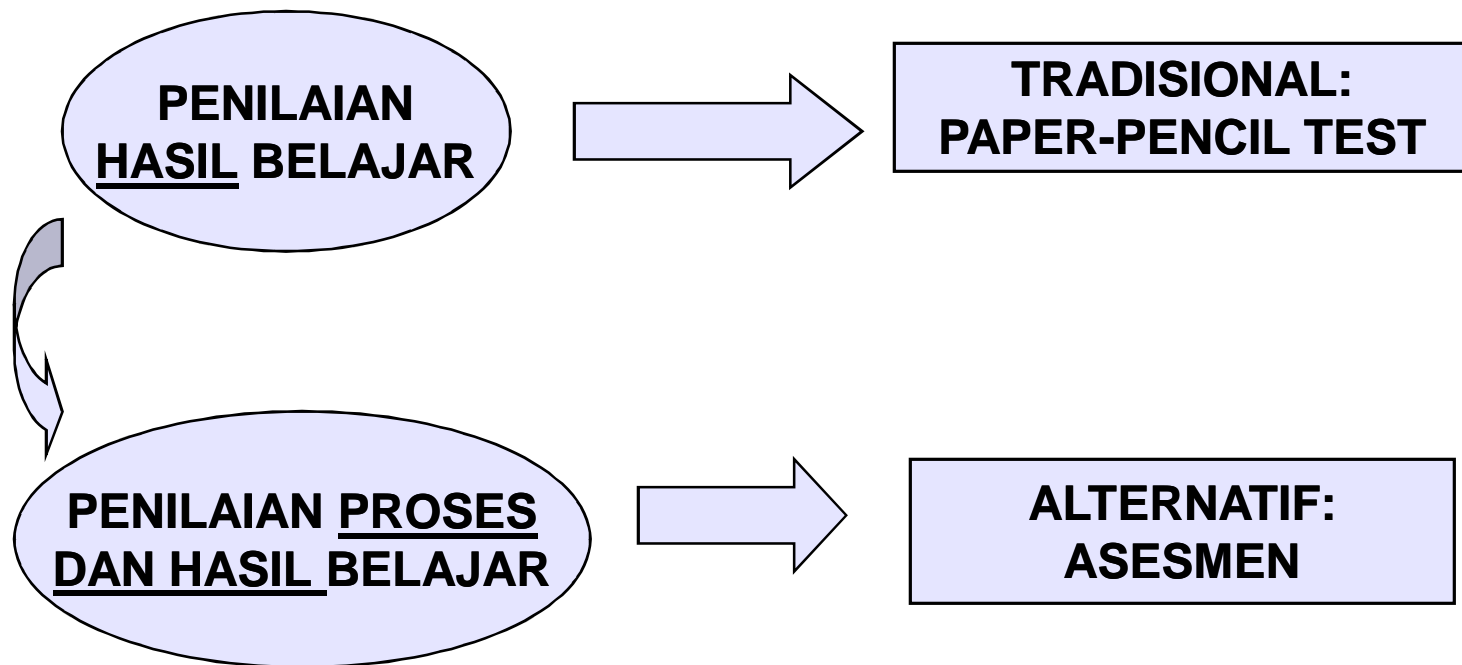 PENILAIAN
HASIL BELAJAR
TRADISIONAL:
PAPER-PENCIL TEST
PENILAIAN PROSES
DAN HASIL BELAJAR
ALTERNATIF:
ASESMEN